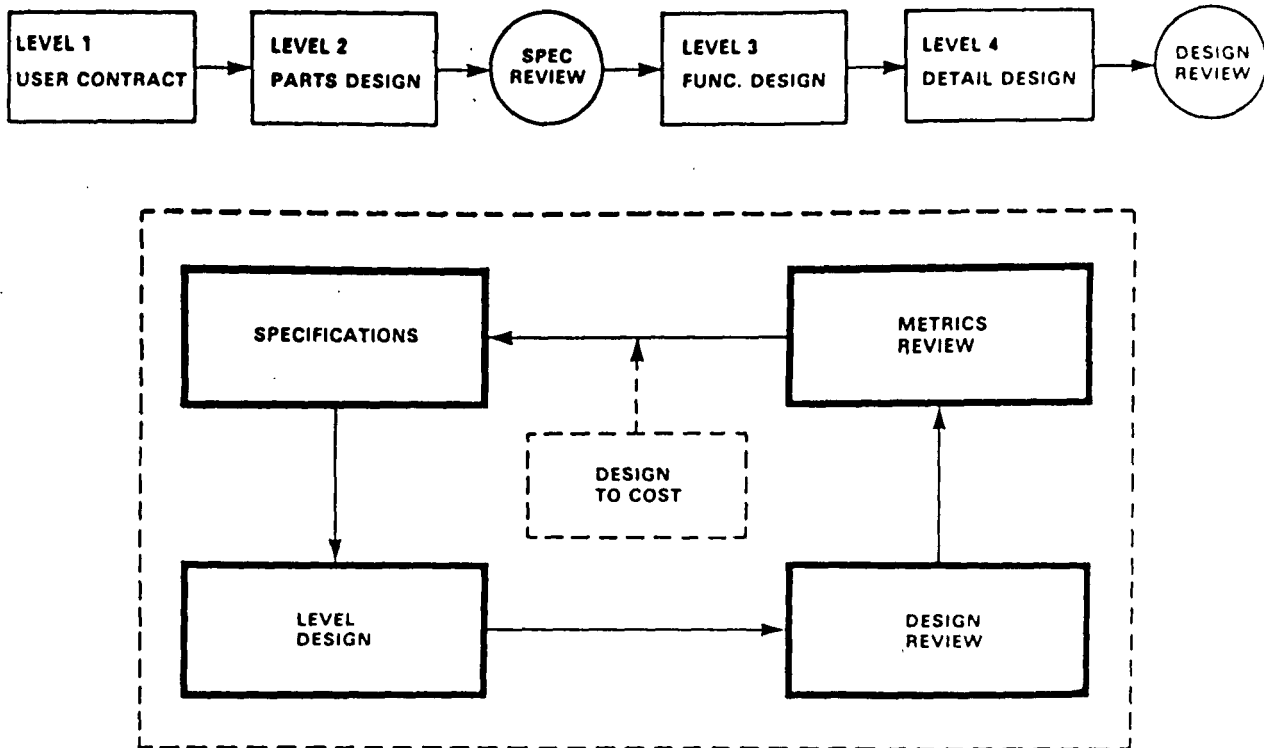 LEVEL 1
USER CONTRACT
LEVEL 2
PARTS DESIGN
SPEC
REVIEW
LEVEL 3
FUNC. DESIGN
LEVEL 4
DETAIL DESIGN
DESIGN
REVIEW
SPECIFICATIONS
METRICS
REVIEW
DESIGN
TO COST
LEVEL
DESIGN
DESIGN
REVIEW